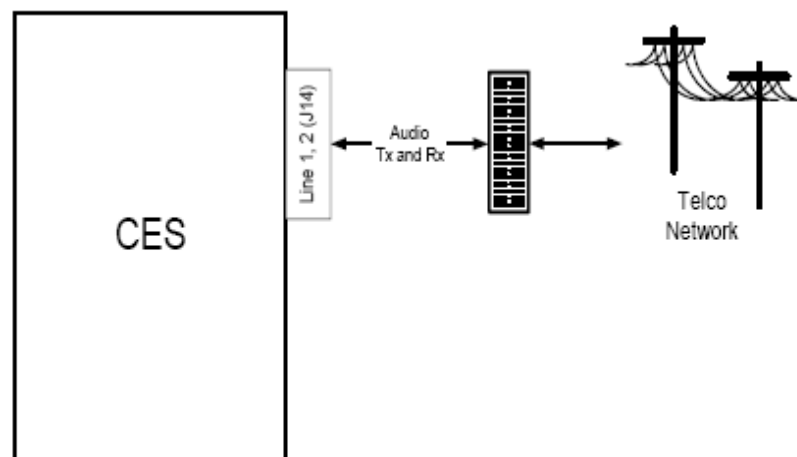 CES
Line 1, 2 (J14)
Audio
Tx and Rx
Telco
Network